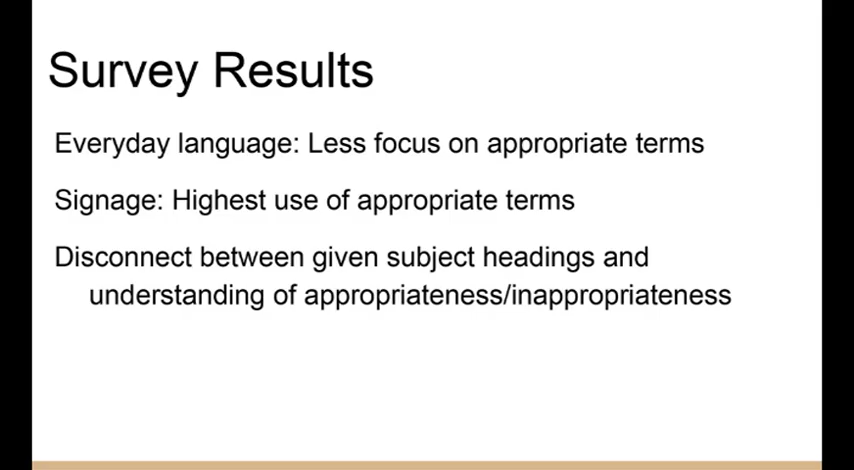 Survey Results
Everyday language: Less focus on appropriate terms
Signage: Highest use of appropriate terms
Disconnect between given subject headings and
understanding of appropriateness/inappropriateness